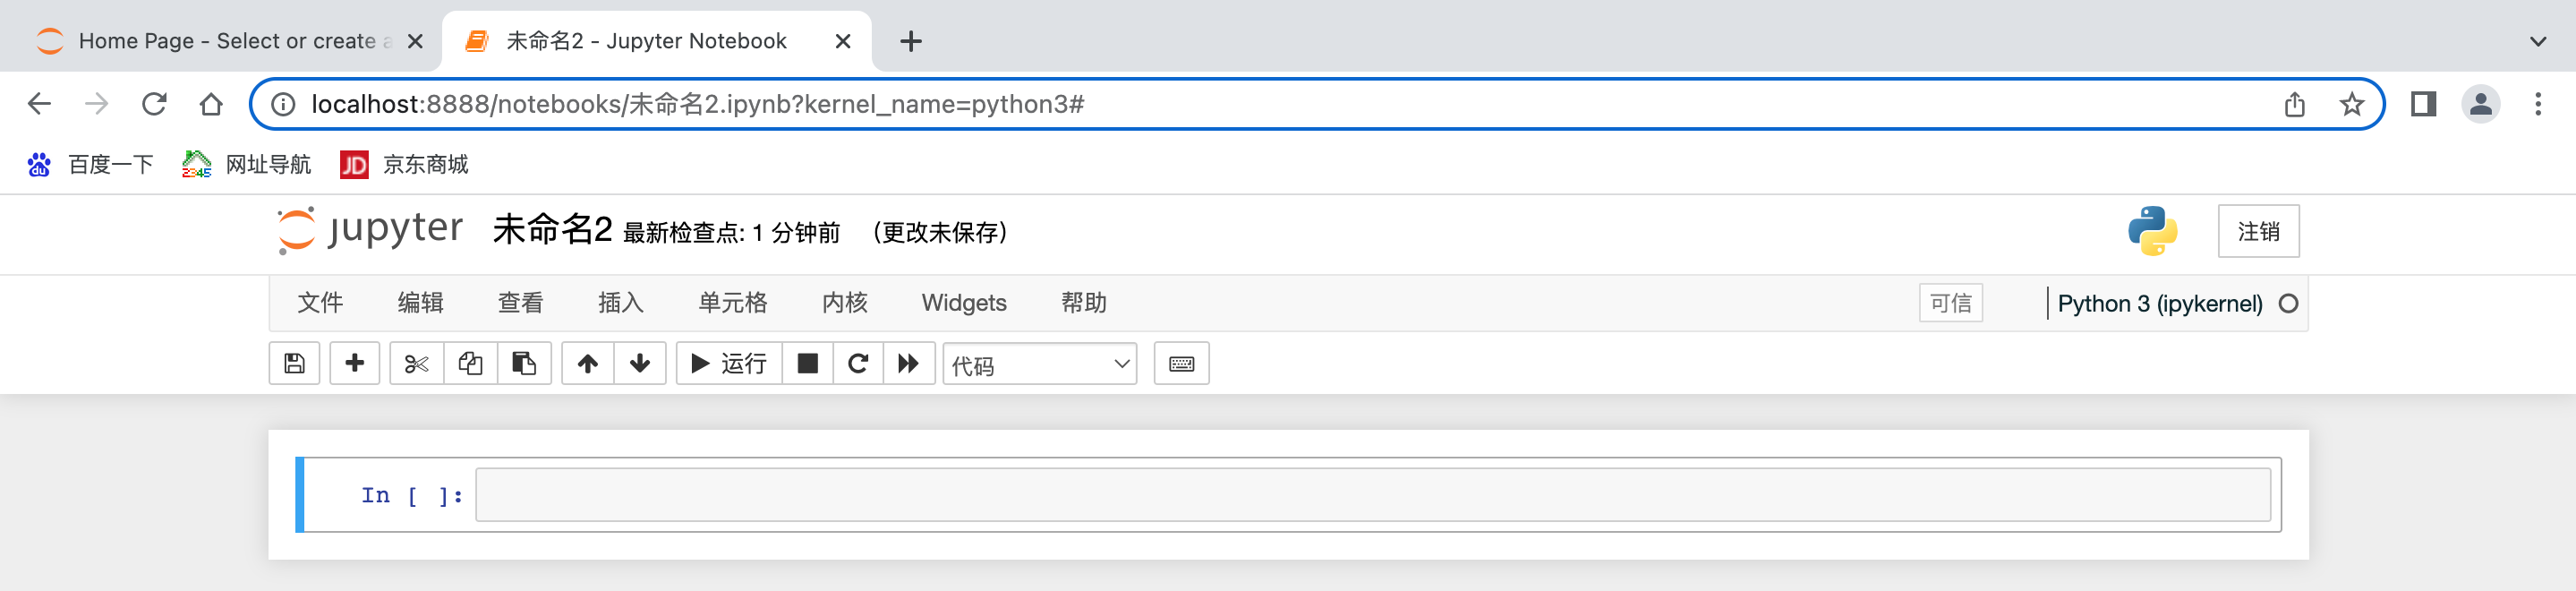 Home Page - Select or create a
未命名2 - Jupyter Notebook
localhost:8888/notebooks/未命名2.ipynb?kernel_name=python3#
du 百度一下 2345 网址导航 JD 京东商城
jupyter 未命名2 最新检查点: 1 分钟前 （更改未保存） 注销
文件 编辑 查看 插入 单元格 内核 Widgets 帮助 可信 Python 3 (ipykernel)
运行 代码
In [ ]: